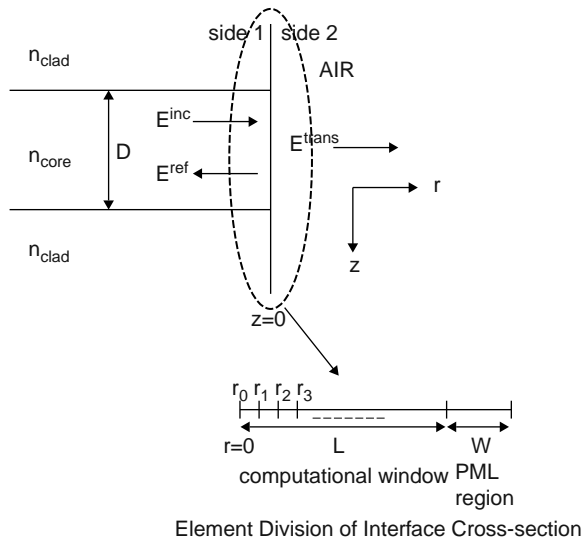 side 1 side 2
n_clad
AIR
E^inc
E^trans
n_core
D
E^ref
r
n_clad
z
z=0
r_0 r_1 r_2 r_3
r=0 L W
computational window PML
region
Element Division of Interface Cross-section